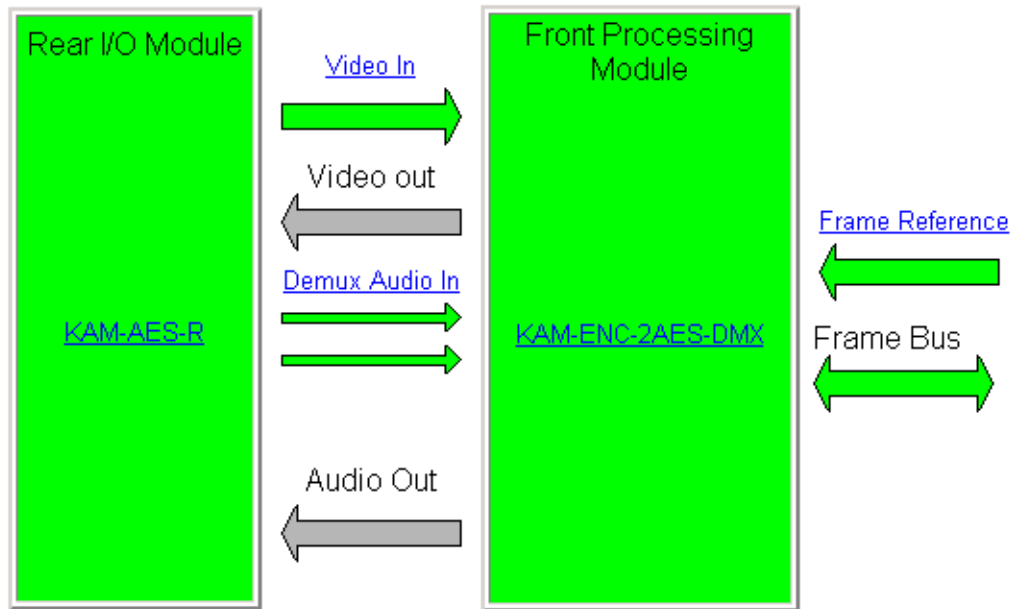 Rear I/O Module
KAM-AES-R
Video In
Video out
Demux Audio In
Audio Out
Front Processing
Module
KAM-ENC-2AES-DMX
Frame Reference
Frame Bus